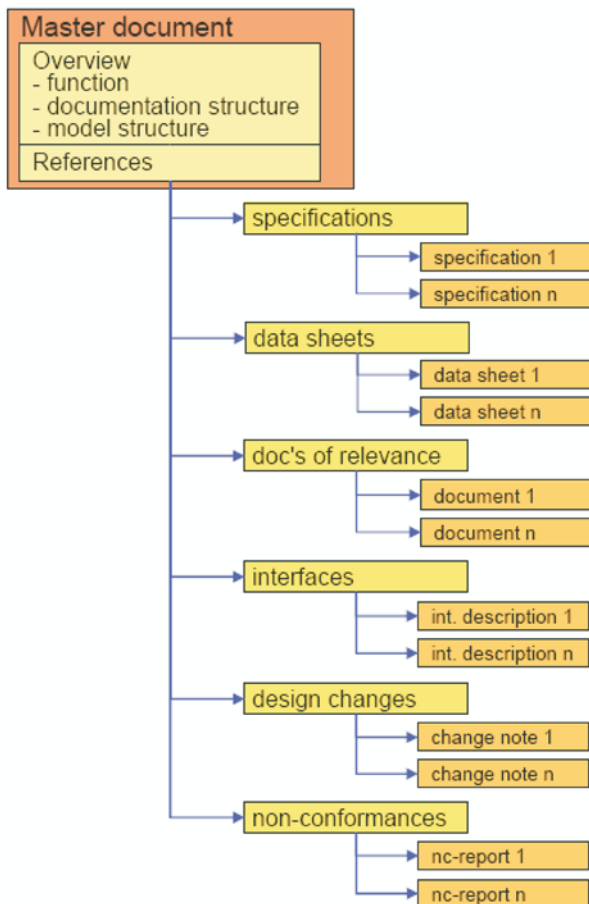 Master document
Overview
- function
- documentation structure
- model structure
References
specifications
specification 1
specification n
data sheets
data sheet 1
data sheet n
doc's of relevance
document 1
document n
interfaces
int. description 1
int. description n
design changes
change note 1
change note n
non-conformances
nc-report 1
nc-report n